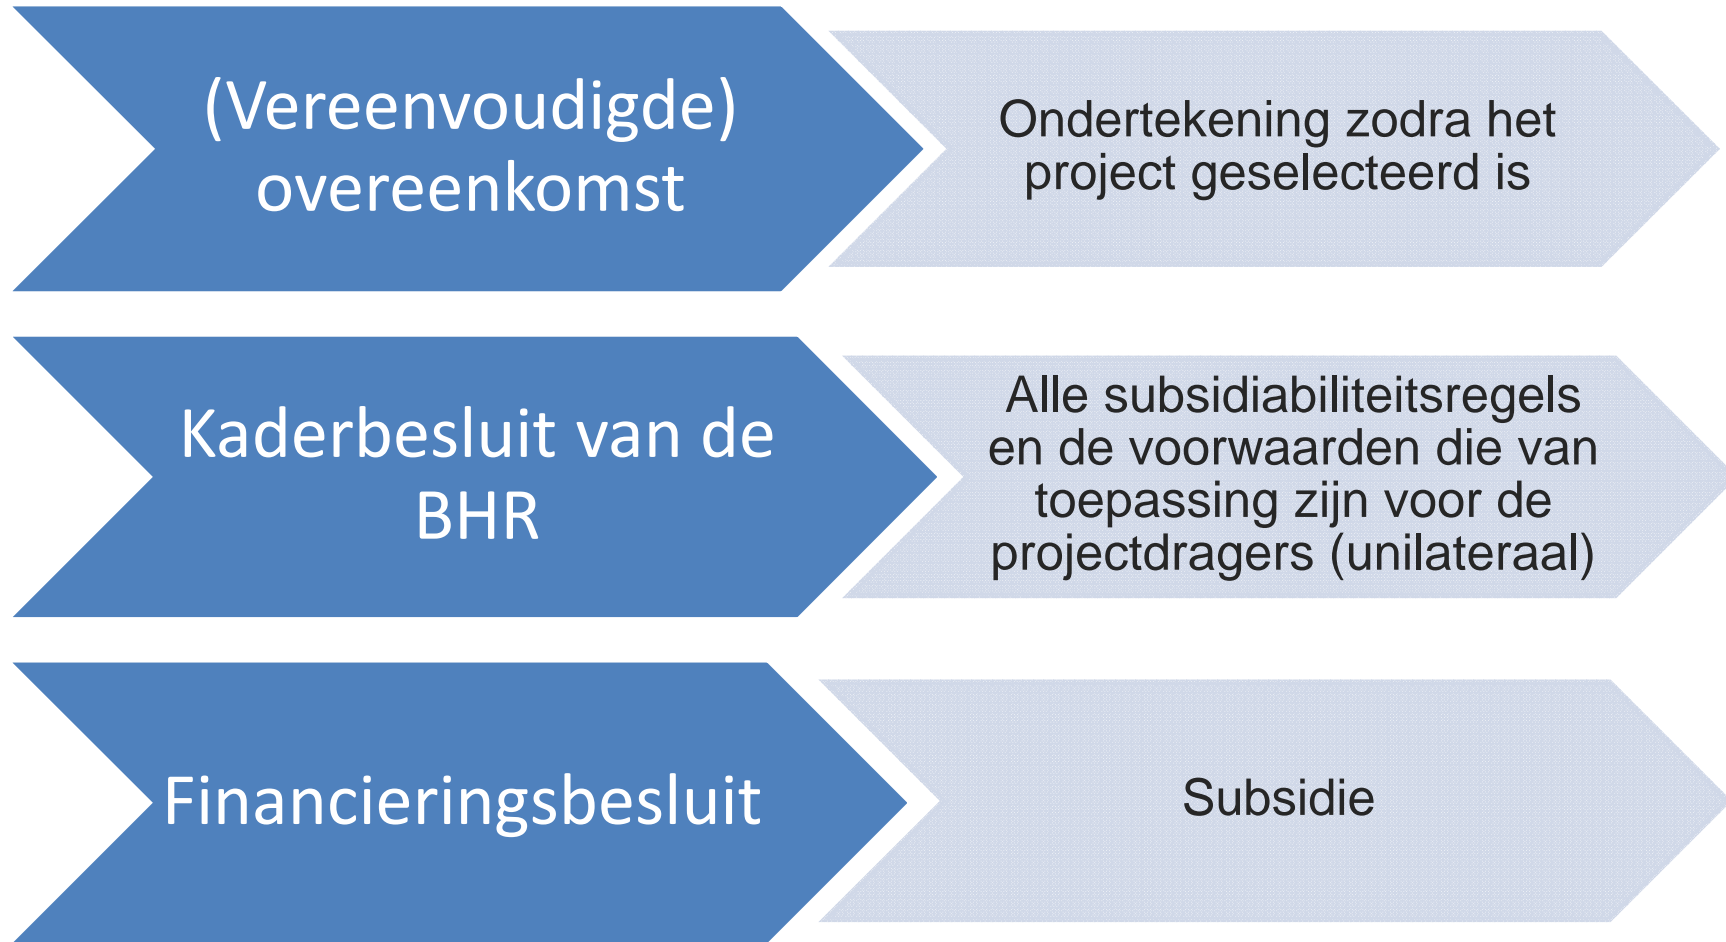 (Vereenvoudigde)
overeenkomst
Ondertekening zodra het
project geselecteerd is
Kaderbesluit van de
BHR
Alle subsidiabiliteitsregels
en de voorwaarden die van
toepassing zijn voor de
projectdragers (unilateraal)
Financieringsbesluit
Subsidie